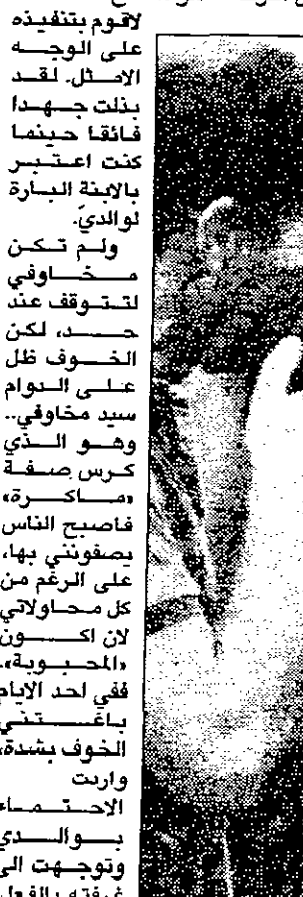 لاقوم بتنفيذه
على الوجه
الامثل. لقد
بذلت جهدا
فائقا حينما
كنت اعتبر
بالابنة البارة
لوالديّ.
ولم تكن
مخاوفي
لتتوقف عند
حد، لكن
الخوف ظل
على الدوام
سيد مخاوفي..
وهو الذي
كرس صفة
«ماكرة»
فاصبح الناس
يصفونني بها،
على الرغم من
كل محاولاتي
لان اكون
«المحبوبة».
ففي احد الايام
باغتني
الخوف بشدة،
واردت
الاحتماء
بوالدي
وتوجهت الى